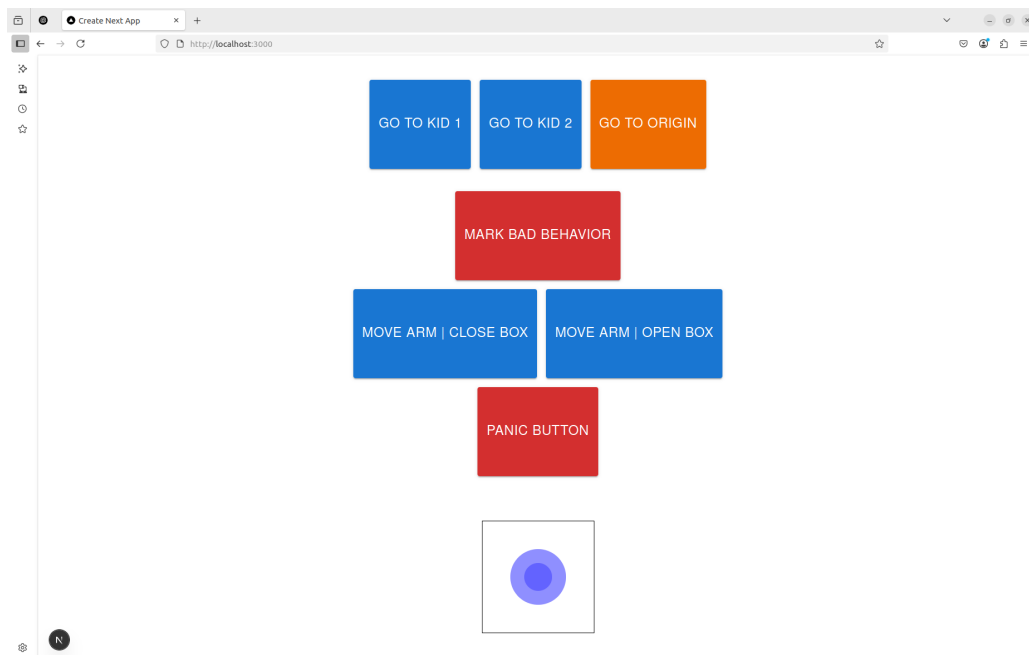 Create Next App
http://localhost:3000
GO TO KID 1
GO TO KID 2
GO TO ORIGIN
MARK BAD BEHAVIOR
MOVE ARM | CLOSE BOX
MOVE ARM | OPEN BOX
PANIC BUTTON
N